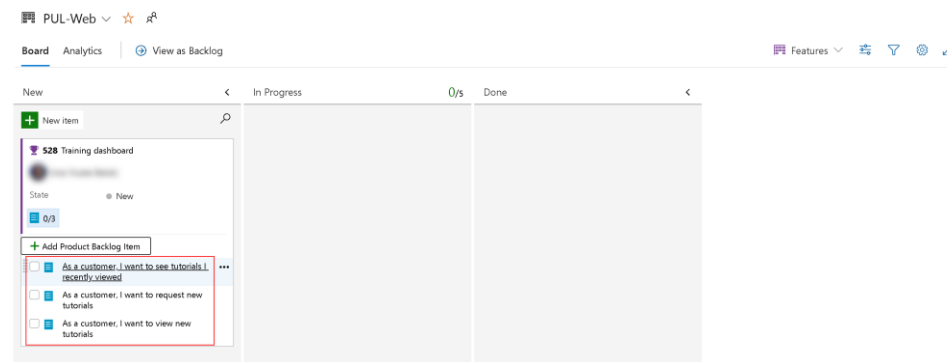 PUL-Web
Board Analytics View as Backlog Features
New In Progress 0/5 Done
New item
528 Training dashboard
State New
0/3
Add Product Backlog Item
As a customer, I want to see tutorials I
recently viewed
As a customer, I want to request new
tutorials
As a customer, I want to view new
tutorials